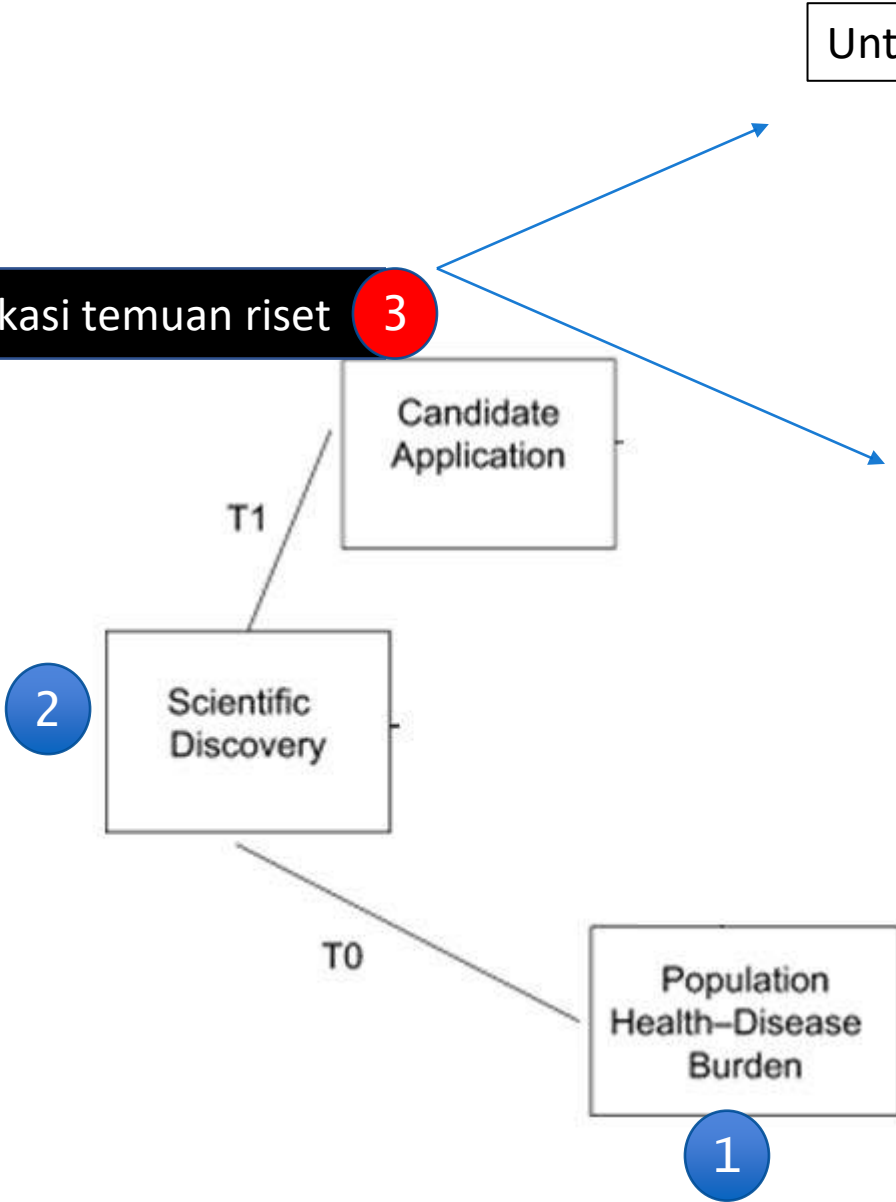 Unt
kasi temuan riset 3
Candidate
Application
T1
2
Scientific
Discovery
T0
Population
Health–Disease
Burden
1